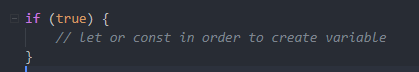 if (true) {
    // let or const in order to create variable
}